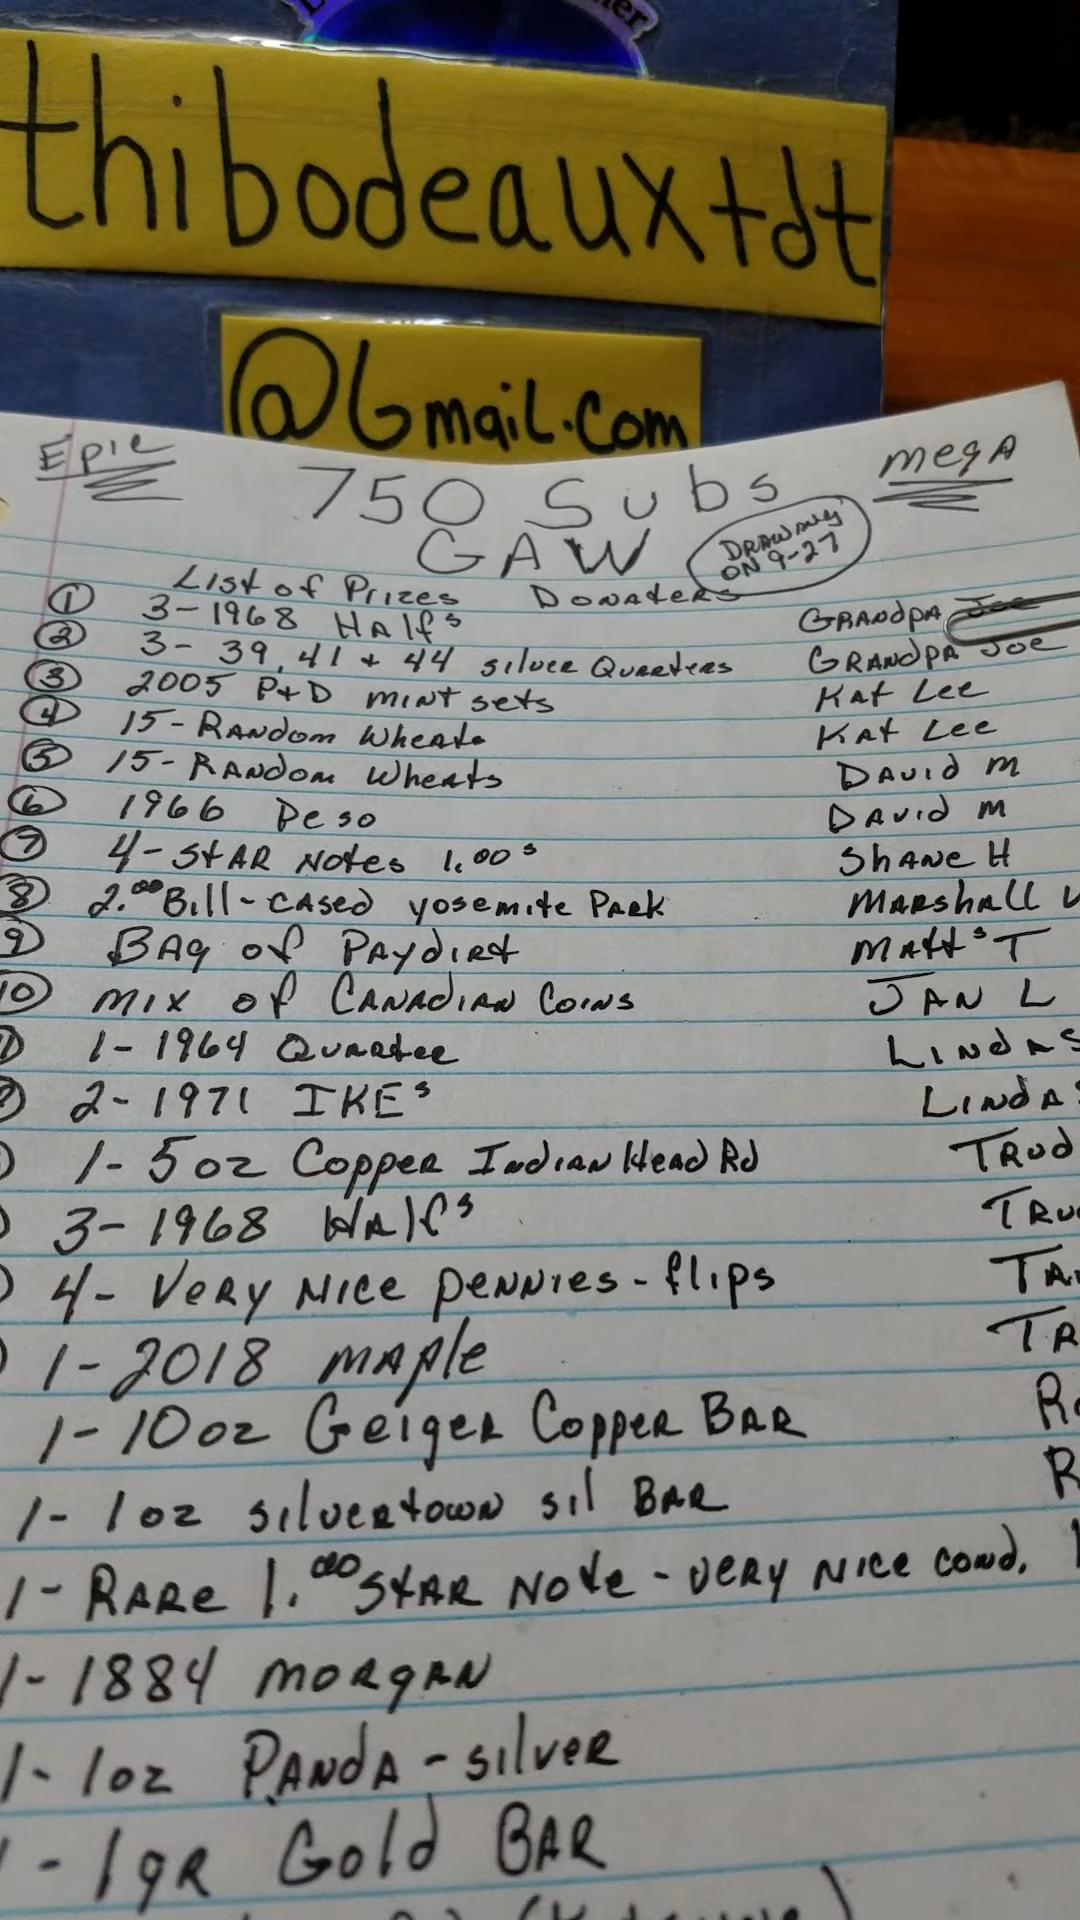 thibodeauxtdt
@Gmail.com
Epic 750 Subs mega
GAW DRAWING ON 9-27
List of Prizes Donaters
① 3-1968 Halfs Grandpa Joe
② 3- 39, 41 + 44 silver Quarters Grandpa Joe
③ 2005 P+D mint sets Kat Lee
④ 15-Random Wheats Kat Lee
⑤ 15-Random Wheats David m
⑥ 1966 Peso David m
⑦ 4-Star Notes 1.00s Shane H
⑧ 2.00 Bill-cased yosemite Park Marshall
⑨ Bag of Paydirt Matt's T
10 mix of Canadian Coins Jan L
1-1964 Quarter Linda S
2-1971 IKEs Linda
1-5oz Copper Indian Head Rd
3-1968 Halfs
4- Very Nice pennies-flips
1-2018 maple
1-10oz Geiger Copper Bar
1-1oz silvertown sil Bar
1-Rare 1.00 Star Note-very nice cond.
1-1884 morgan
1-1oz Panda-silver
-1gr Gold Bar